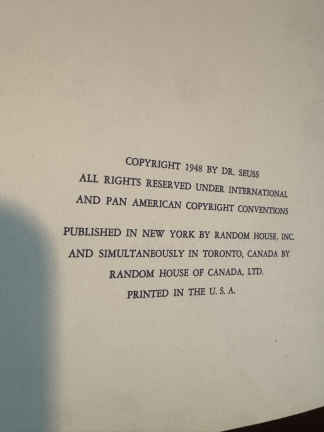 COPYRIGHT 1948 BY DR. SEUSS
ALL RIGHTS RESERVED UNDER INTERNATIONAL
AND PAN AMERICAN COPYRIGHT CONVENTIONS
PUBLISHED IN NEW YORK BY RANDOM HOUSE, INC.
AND SIMULTANEOUSLY IN TORONTO, CANADA BY
RANDOM HOUSE OF CANADA, LTD.
PRINTED IN THE U. S. A.